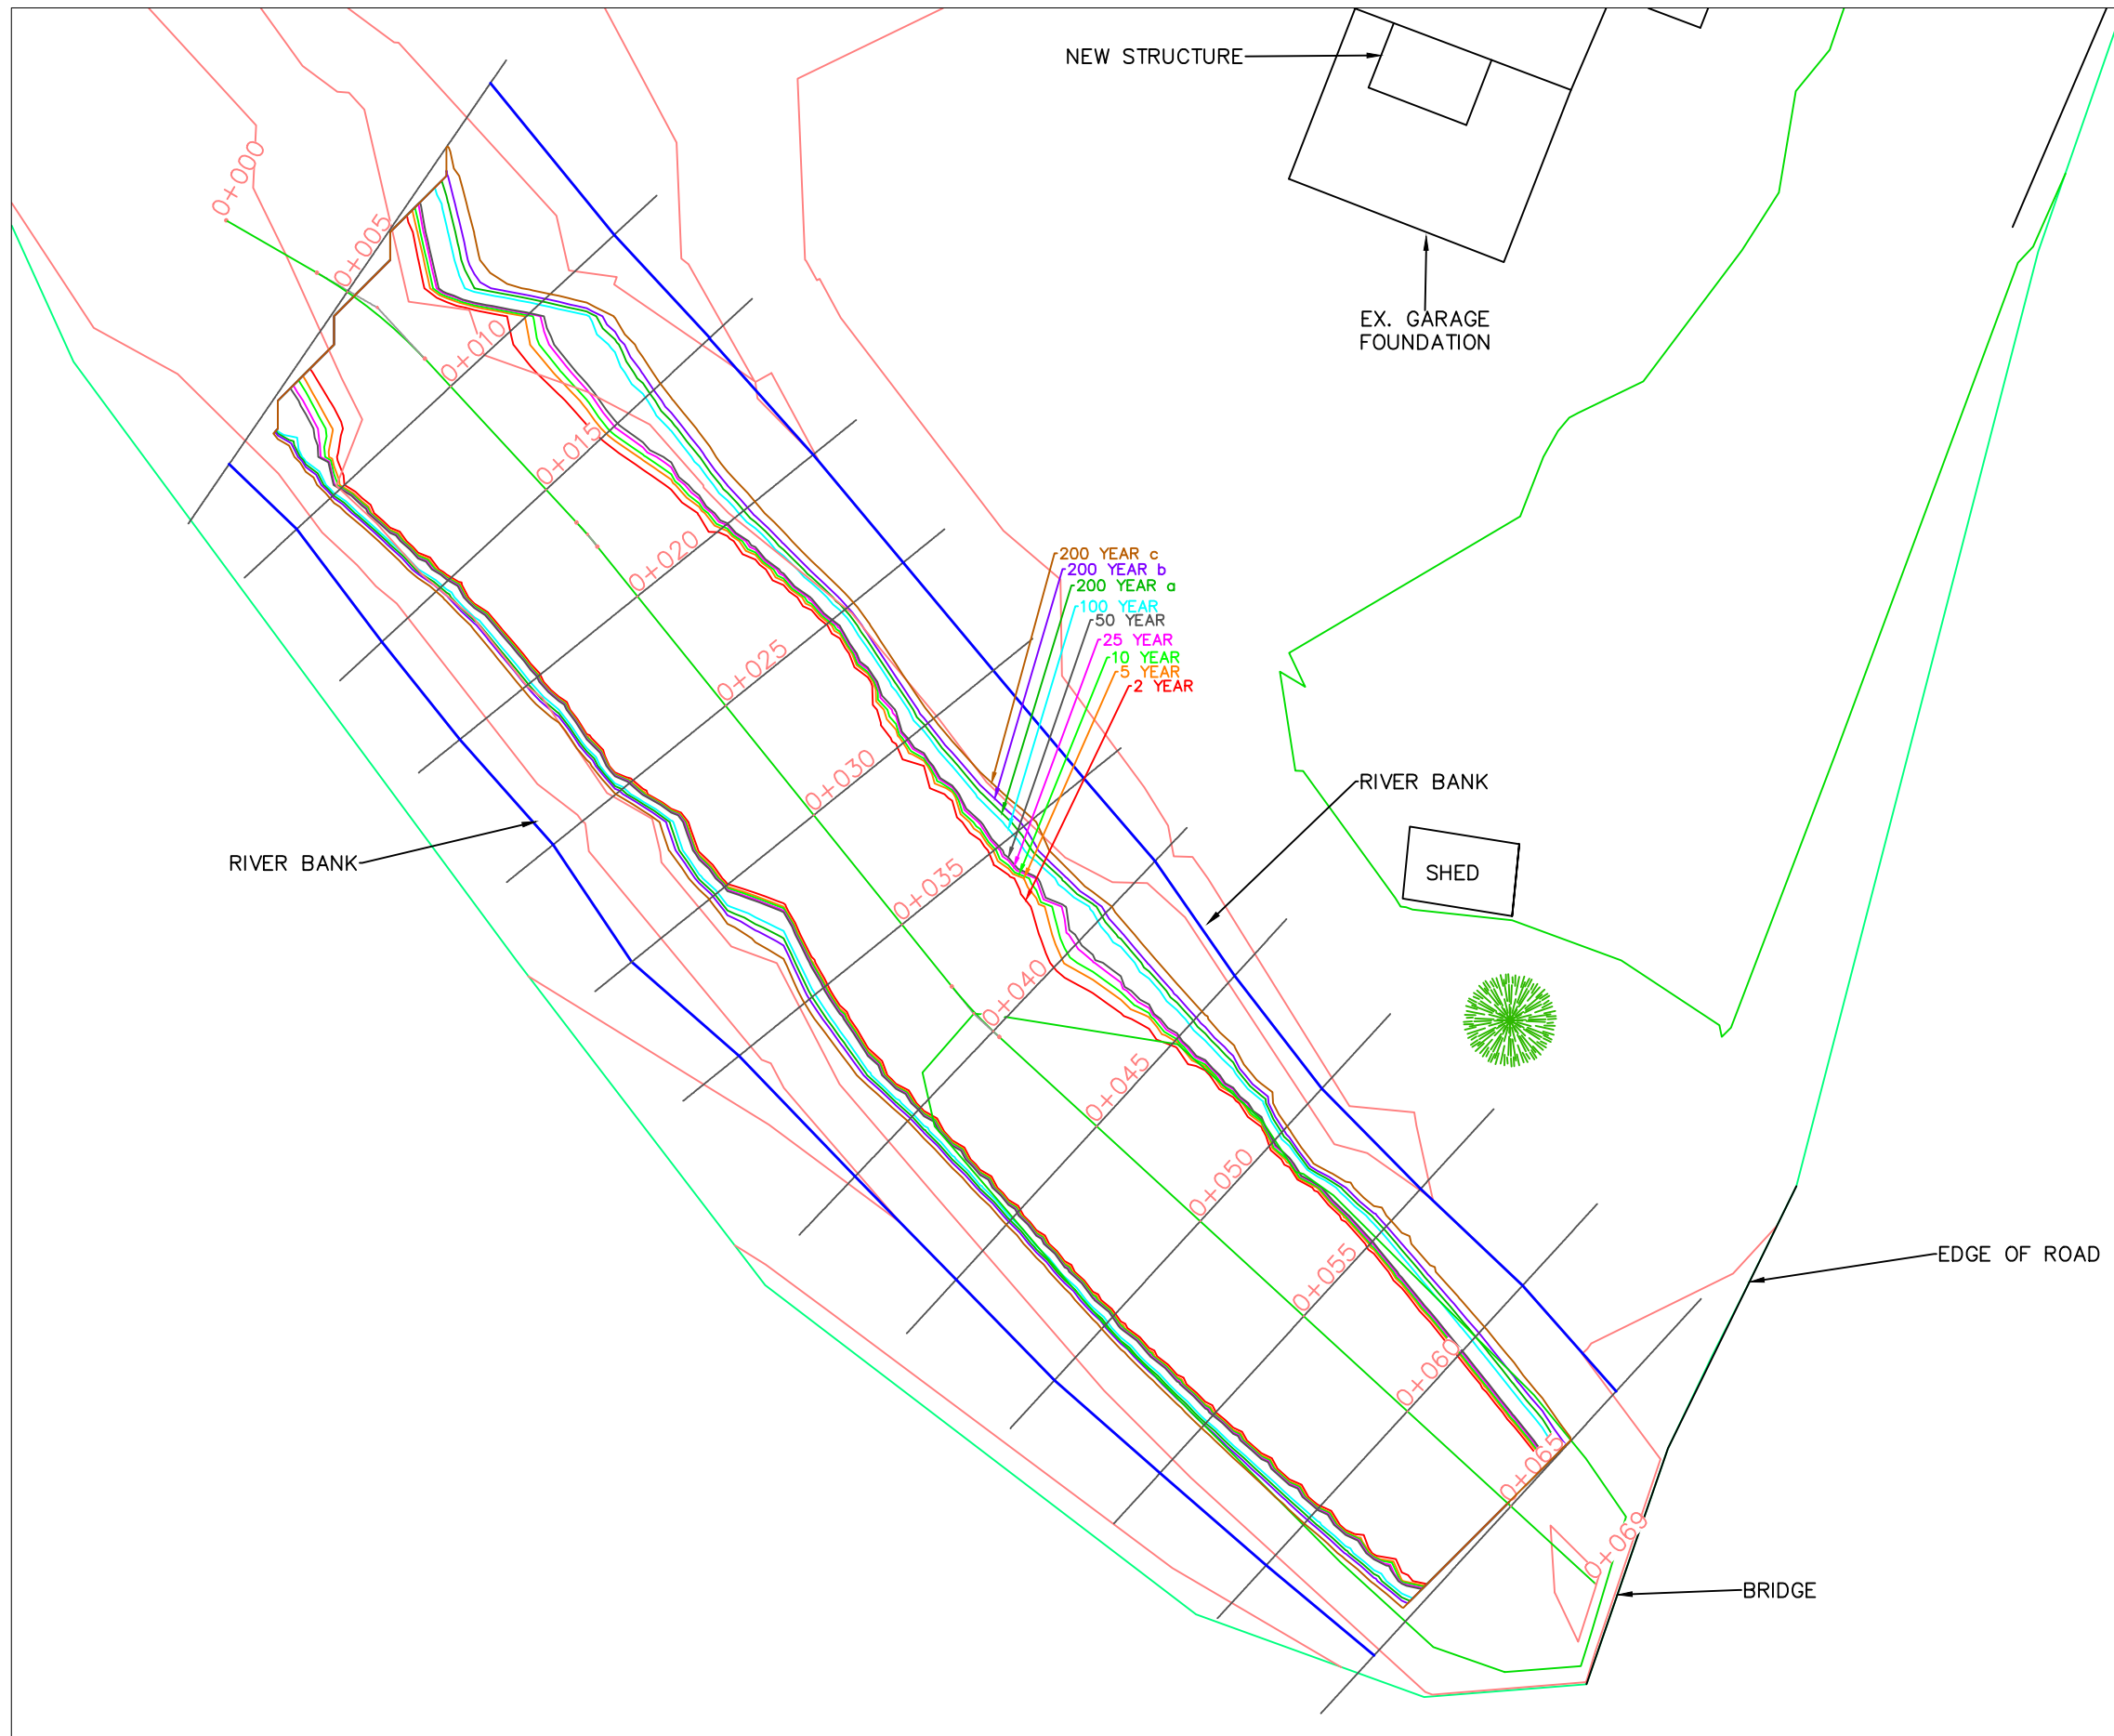 NEW STRUCTURE
0+000
0+005
EX. GARAGE
FOUNDATION
0+010
0+015
0+020
200 YEAR c
200 YEAR b
200 YEAR a
100 YEAR
50 YEAR
25 YEAR
10 YEAR
5 YEAR
2 YEAR
0+025
0+030
RIVER BANK
RIVER BANK
SHED
0+035
0+040
0+045
0+050
EDGE OF ROAD
0+055
0+060
0+065
0+069
BRIDGE